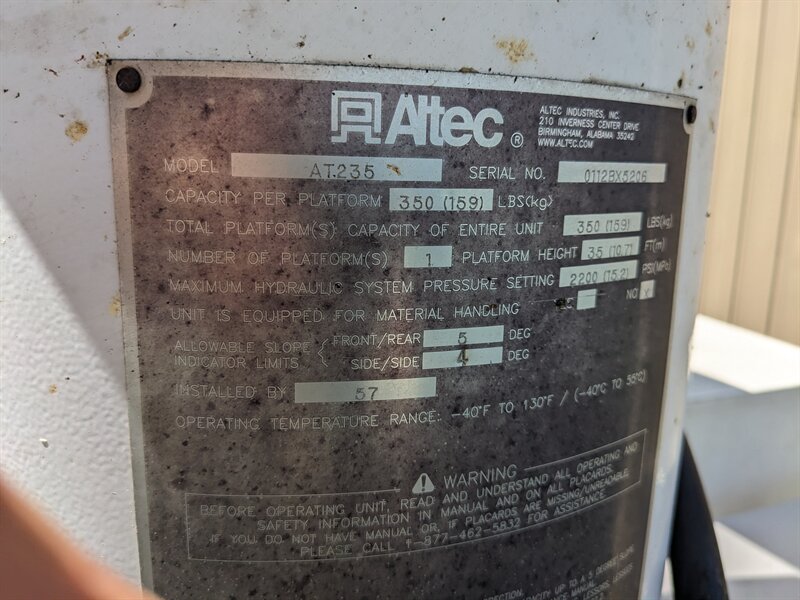 Altec ®
ALTEC INDUSTRIES, INC.
210 INVERNESS CENTER DRIVE
BIRMINGHAM, ALABAMA 35242
WWW.ALTEC.COM
MODEL AT235 SERIAL NO. 0112BX5206
CAPACITY PER PLATFORM 350 (159) LBS(kg)
TOTAL PLATFORM(S) CAPACITY OF ENTIRE UNIT 350 (159) LBS(kg)
NUMBER OF PLATFORM(S) 1 PLATFORM HEIGHT 35 (10.7) FT(m)
MAXIMUM HYDRAULIC SYSTEM PRESSURE SETTING 2200 (15.2) PSI(MPa)
UNIT IS EQUIPPED FOR MATERIAL HANDLING NO X
ALLOWABLE SLOPE INDICATOR LIMITS { FRONT/REAR 5 DEG
SIDE/SIDE 4 DEG
INSTALLED BY 57
OPERATING TEMPERATURE RANGE: -40°F TO 130°F / (-40°C TO 55°C)
WARNING
BEFORE OPERATING UNIT, READ AND UNDERSTAND ALL OPERATING AND
SAFETY INFORMATION IN MANUAL AND ON ALL PLACARDS.
IF YOU DO NOT HAVE MANUAL OR, IF PLACARDS ARE MISSING/UNREADABLE,
PLEASE CALL 1-877-462-5832 FOR ASSISTANCE
CAPACITY UP TO A 5 DEGREE SLOPE